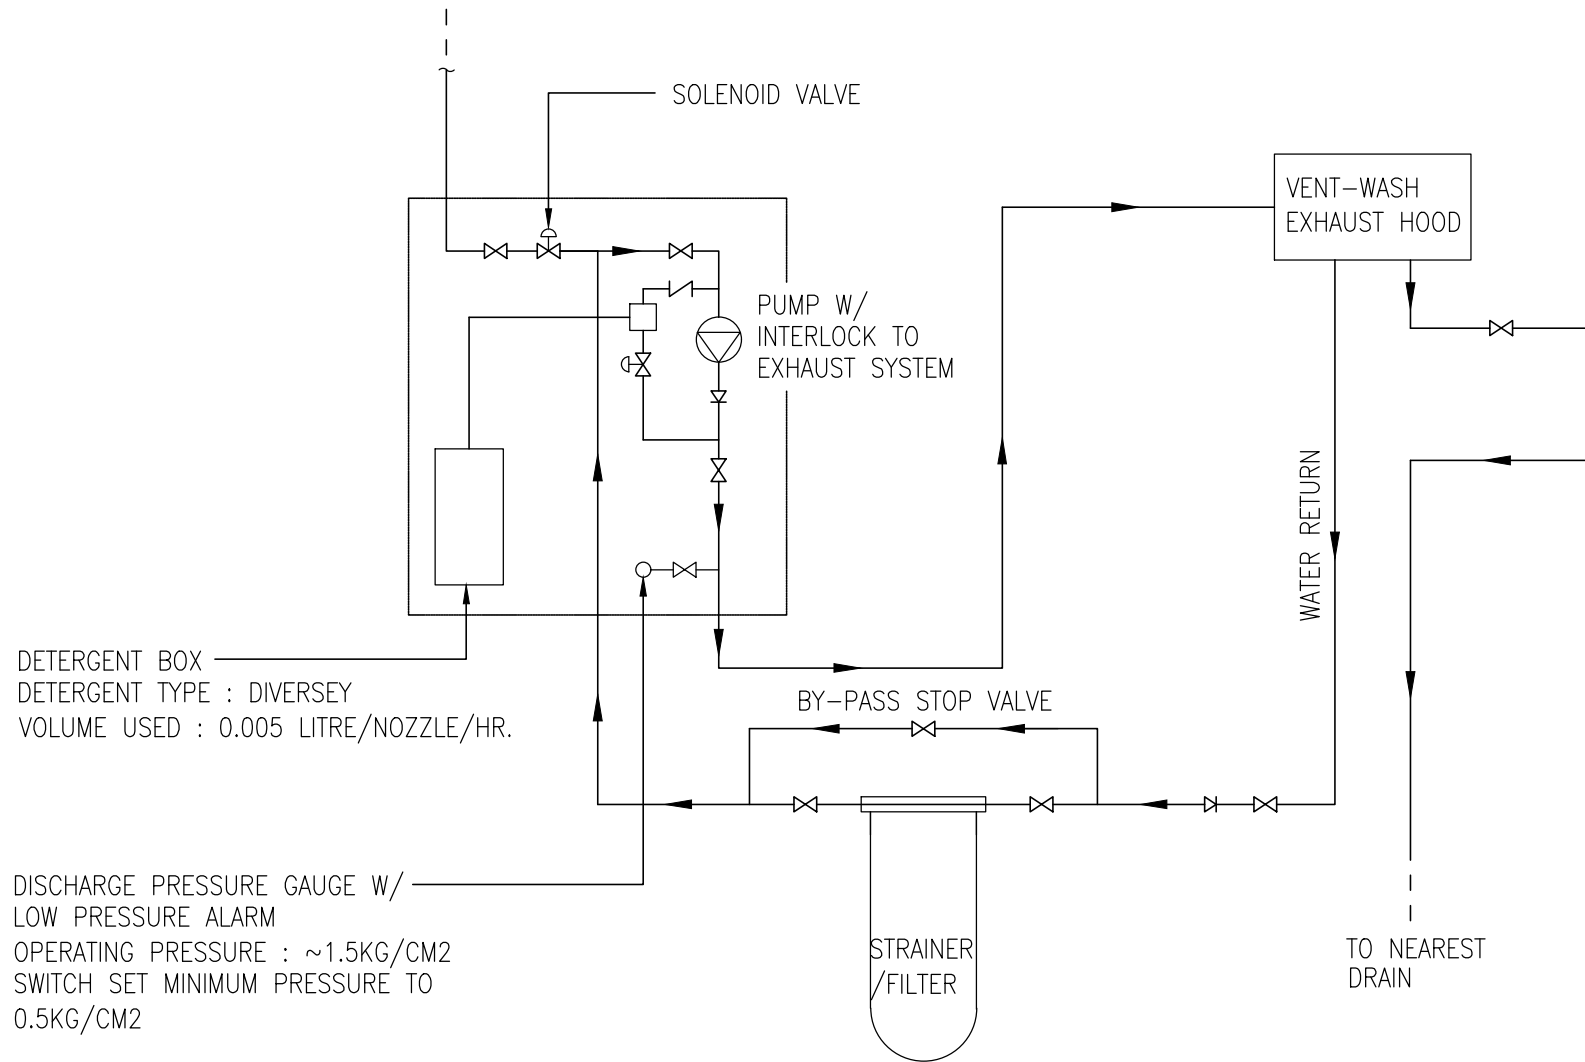 SOLENOID VALVE
VENT-WASH
EXHAUST HOOD
PUMP W/
INTERLOCK TO
EXHAUST SYSTEM
WATER RETURN
DETERGENT BOX
DETERGENT TYPE : DIVERSEY
VOLUME USED : 0.005 LITRE/NOZZLE/HR.
BY-PASS STOP VALVE
DISCHARGE PRESSURE GAUGE W/
LOW PRESSURE ALARM
OPERATING PRESSURE : ~1.5KG/CM2
SWITCH SET MINIMUM PRESSURE TO
0.5KG/CM2
STRAINER
/FILTER
TO NEAREST
DRAIN